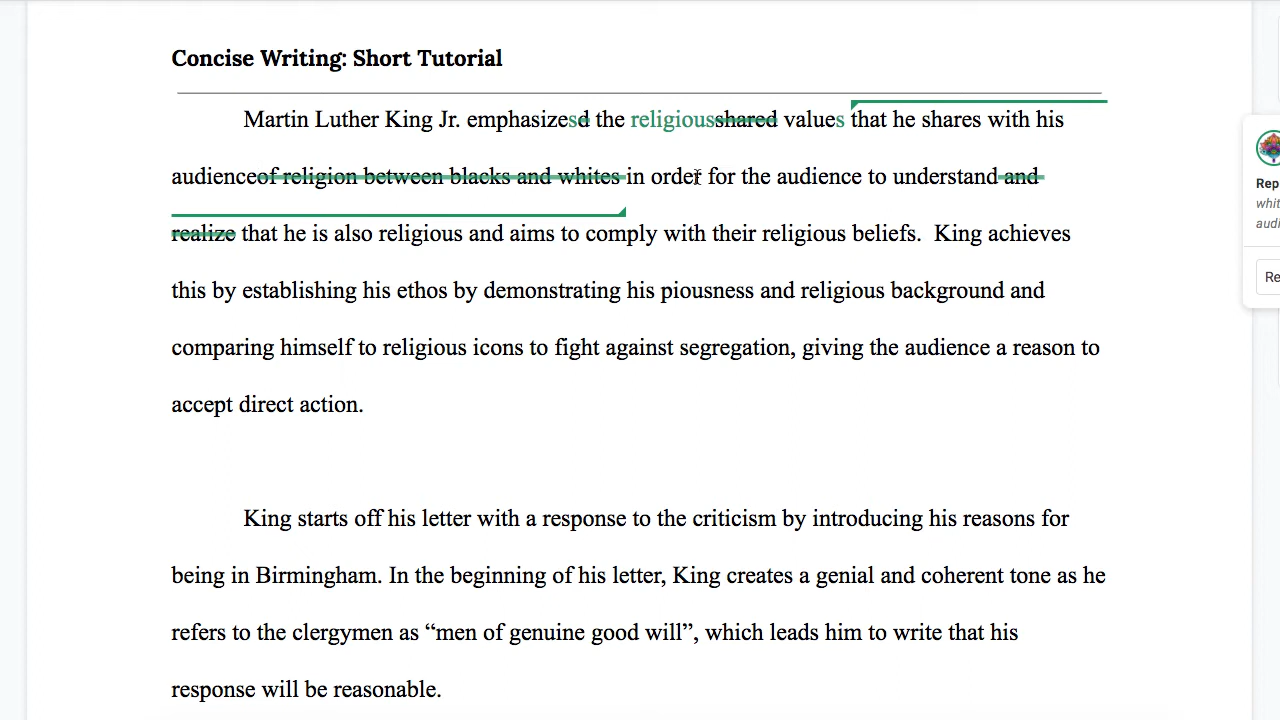 Concise Writing: Short Tutorial
Martin Luther King Jr. emphasizesd the religiousshared values that he shares with his
audienceof religion between blacks and whites in order for the audience to understand and
realize that he is also religious and aims to comply with their religious beliefs.  King achieves
this by establishing his ethos by demonstrating his piousness and religious background and
comparing himself to religious icons to fight against segregation, giving the audience a reason to
accept direct action.
King starts off his letter with a response to the criticism by introducing his reasons for
being in Birmingham. In the beginning of his letter, King creates a genial and coherent tone as he
refers to the clergymen as “men of genuine good will”, which leads him to write that his
response will be reasonable.
Rep
whit
audi
Re